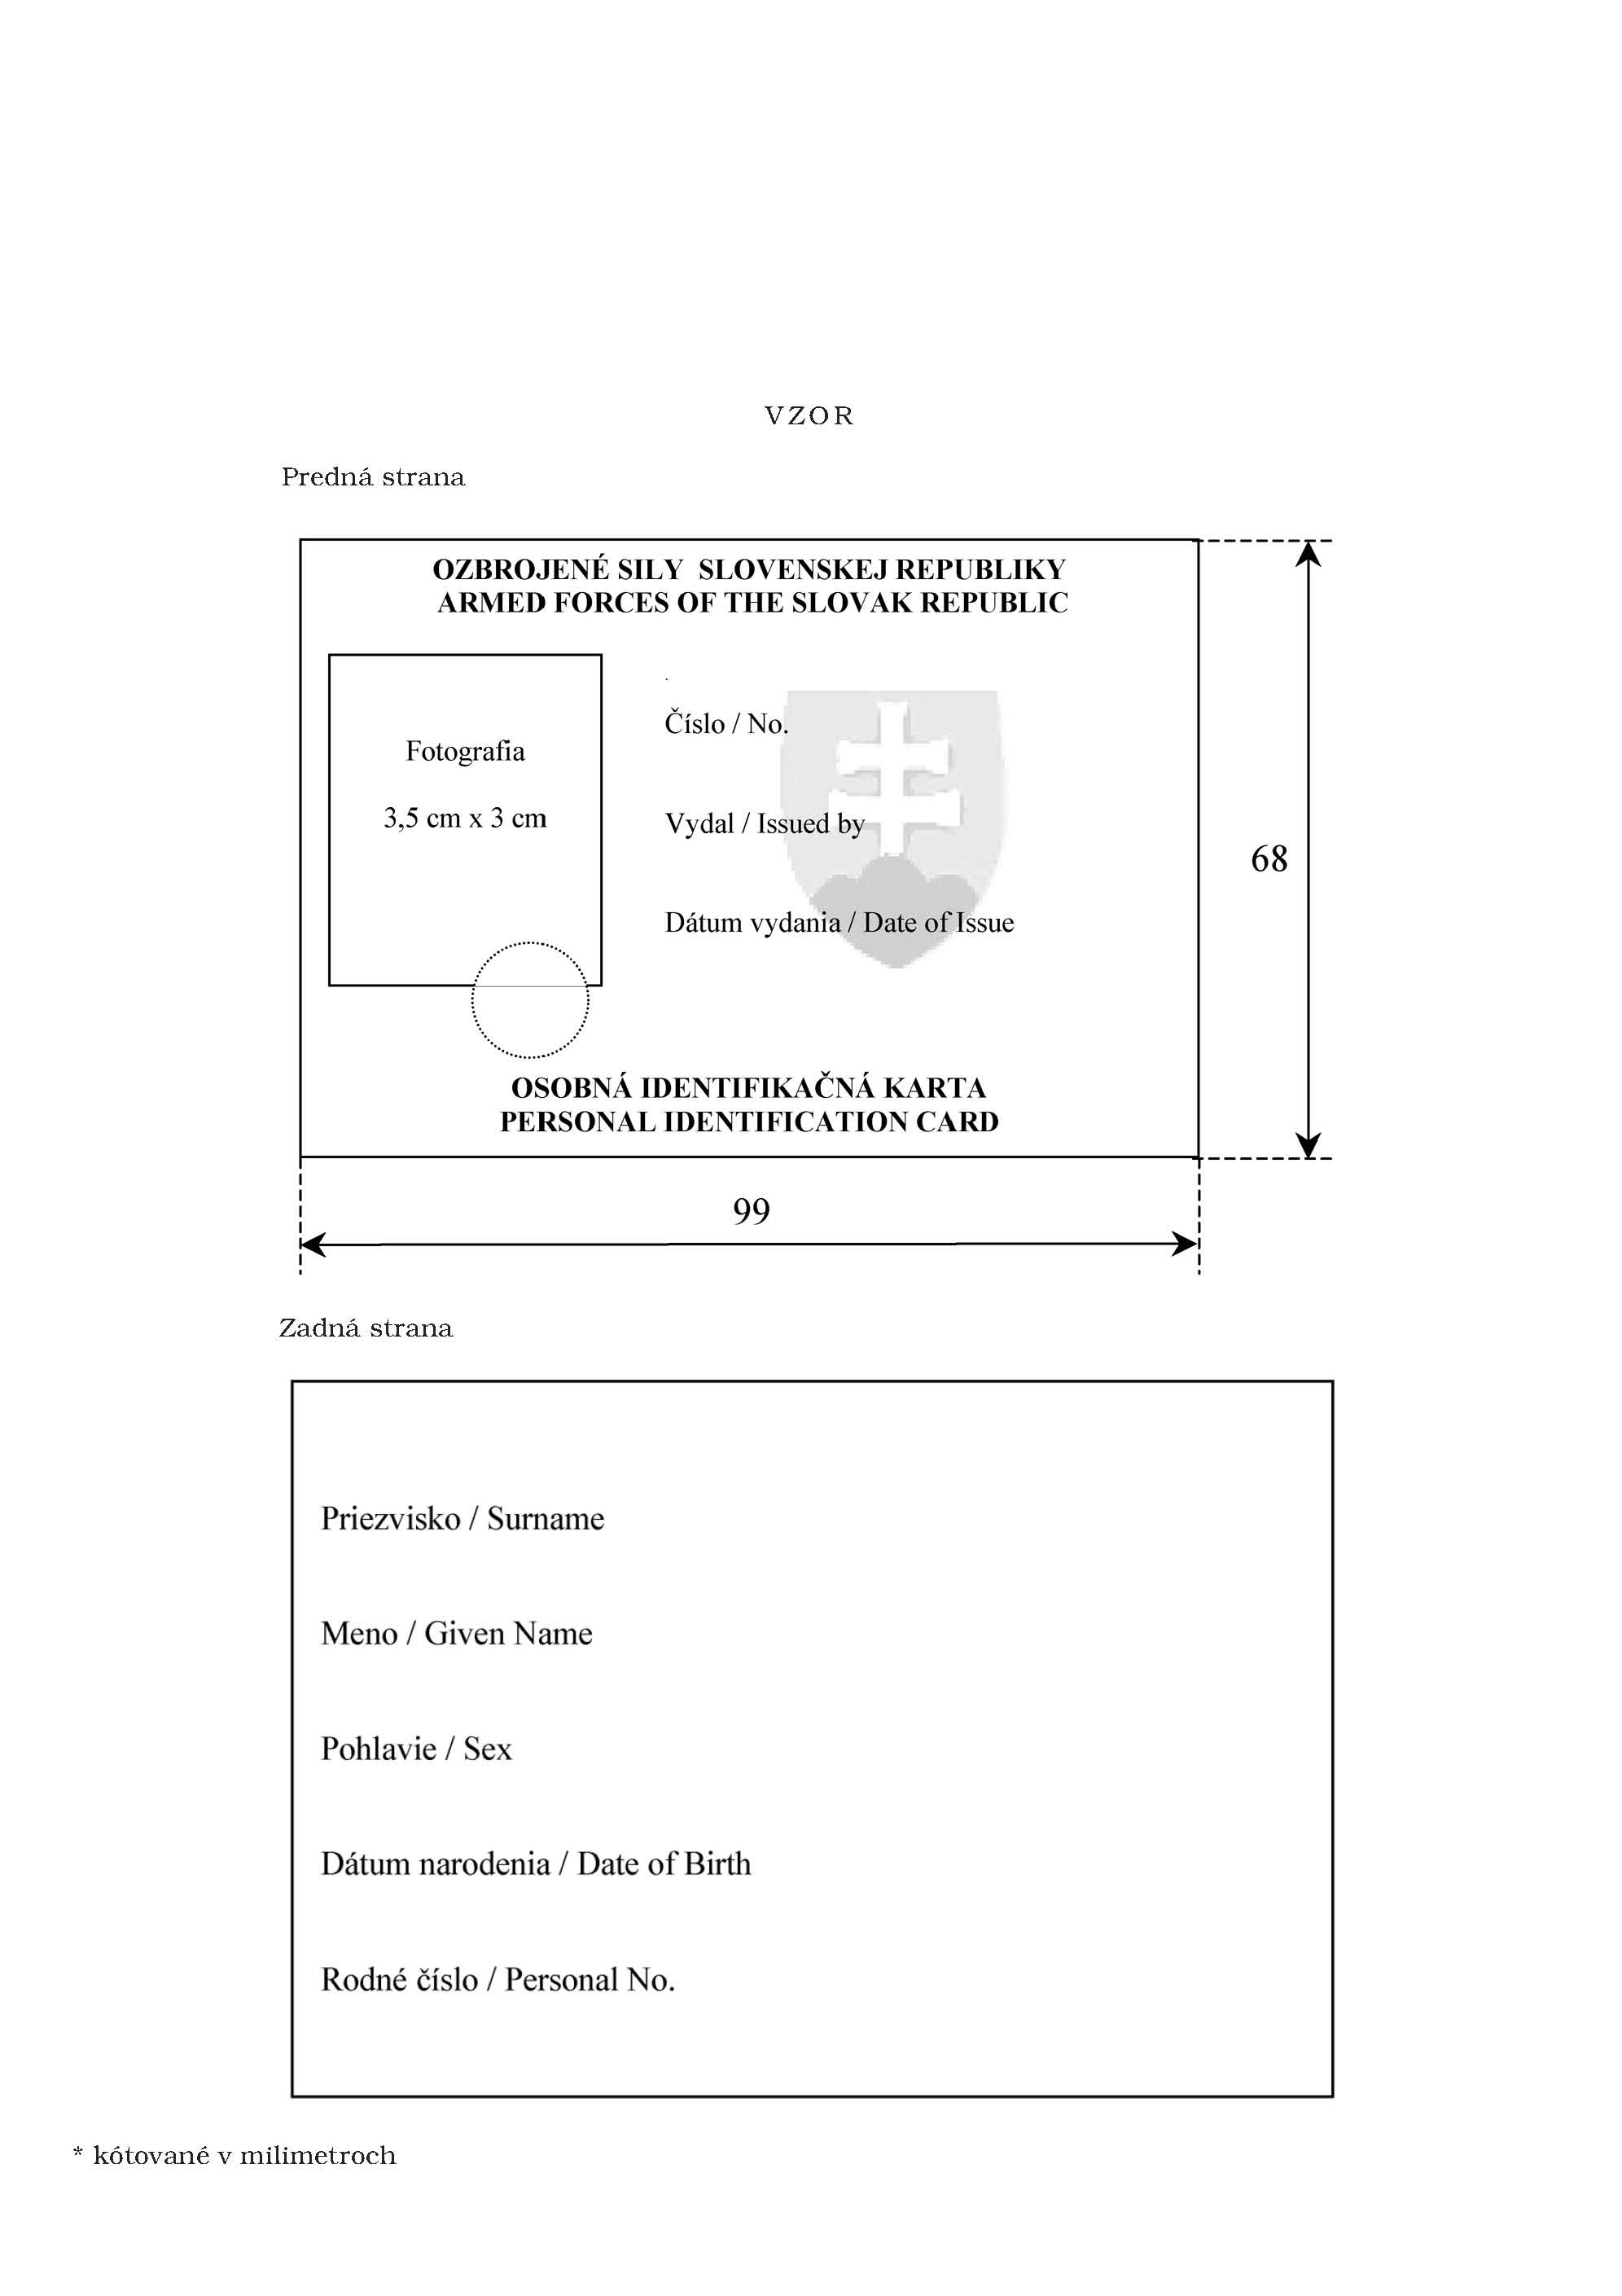 VZOR
Predná strana
OZBROJENÉ SILY SLOVENSKEJ REPUBLIKY
ARMED FORCES OF THE SLOVAK REPUBLIC
Fotografia
3,5 cm x 3 cm
Číslo / No.
Vydal / Issued by
Dátum vydania / Date of Issue
68
OSOBNÁ IDENTIFIKAČNÁ KARTA
PERSONAL IDENTIFICATION CARD
99
Zadná strana
Priezvisko / Surname
Meno / Given Name
Pohlavie / Sex
Dátum narodenia / Date of Birth
Rodné číslo / Personal No.
* kótované v milimetroch